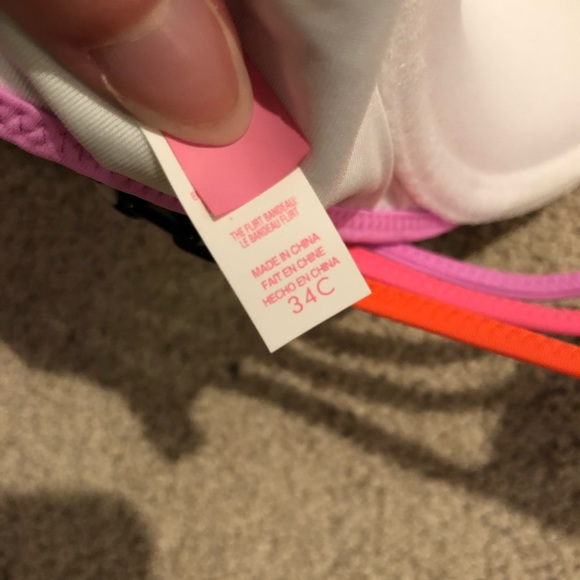 THE FLIRT BANDEAU/
LE BANDEAU FLIRT
MADE IN CHINA
FAIT EN CHINE
HECHO EN CHINA
34C